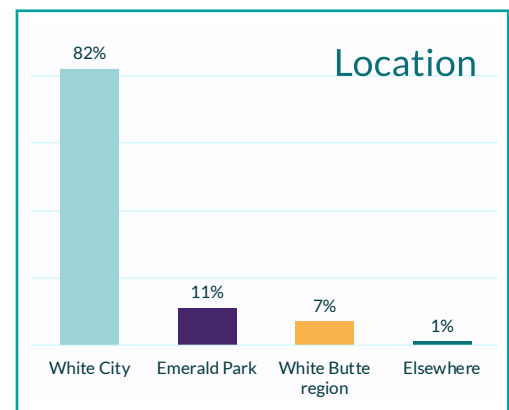 Location
82%
11%
7%
1%
White City
Emerald Park
White Butte
region
Elsewhere